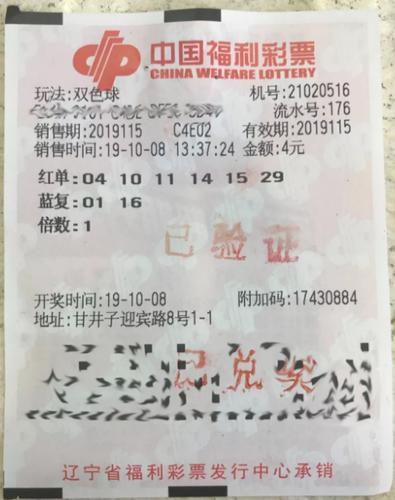 中国福利彩票
CHINA WELFARE LOTTERY
玩法:双色球 机号:21020516
流水号:176
销售期:2019115 C4E02 有效期:2019115
销售时间:19-10-08 13:37:24 金额:4元
红单:04 10 11 14 15 29
蓝复:01 16
倍数:1
已验证
开奖时间:19-10-08 附加码:17430884
地址:甘井子迎宾路8号1-1
已兑奖
辽宁省福利彩票发行中心承销